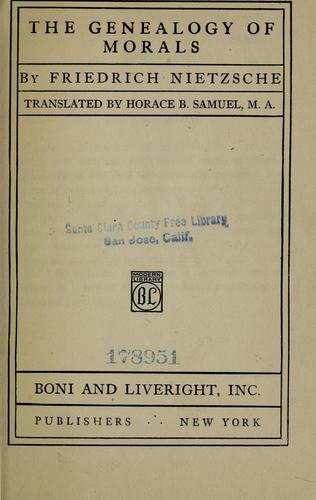 THE GENEALOGY OF
MORALS
BY FRIEDRICH NIETZSCHE
TRANSLATED BY HORACE B. SAMUEL, M. A.
Santa Clara County Free Library
San Jose, Calif.
MODERN
LIBRARY
BL
178951
BONI AND LIVERIGHT, INC.
PUBLISHERS ∴ NEW YORK